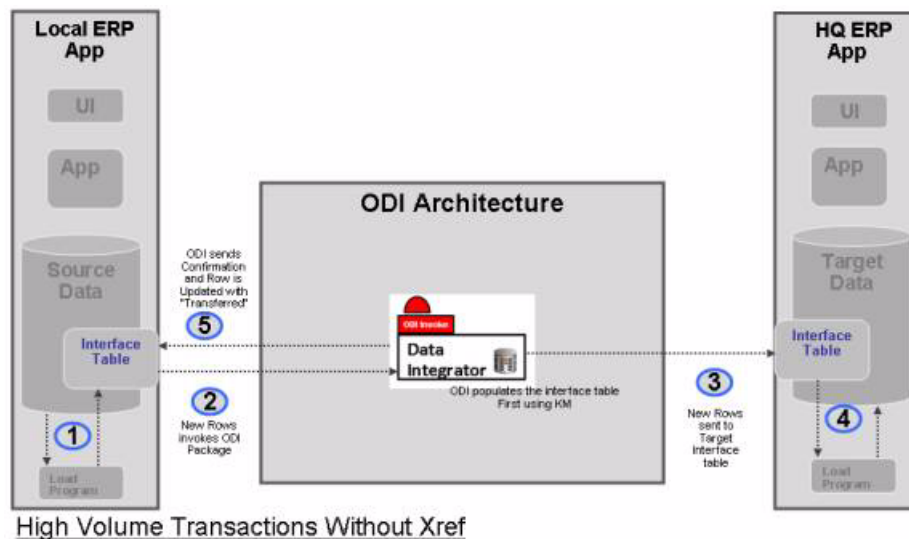 Local ERP
App
UI
App
Source
Data
Interface
Table
1
Load
Program
ODI Architecture
ODI sends
Confirmation
and Row is
Updated with
"Transferred"
5
2
New Rows
invokes ODI
Package
ODI Invoke
Data
Integrator
ODI populates the interface table
First using KM
3
New Rows
sent to
Target
Interface
table
HQ ERP
App
UI
App
Target
Data
Interface
Table
4
Load
Program
High Volume Transactions Without Xref